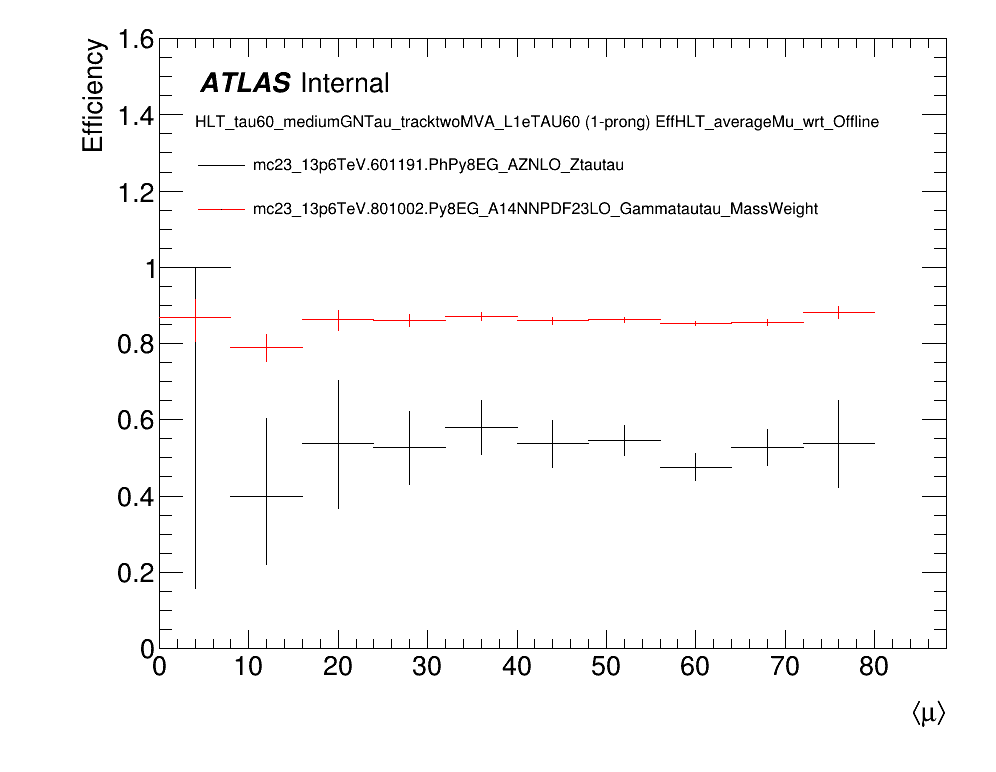 Efficiency
1.6
1.4
1.2
1
0.8
0.6
0.4
0.2
0
ATLAS Internal
HLT_tau60_mediumGNTau_tracktwoMVA_L1eTAU60 (1-prong) EffHLT_averageMu_wrt_Offline
mc23_13p6TeV.601191.PhPy8EG_AZNLO_Ztautau
mc23_13p6TeV.801002.Py8EG_A14NNPDF23LO_Gammatautau_MassWeight
0 10 20 30 40 50 60 70 80
⟨μ⟩